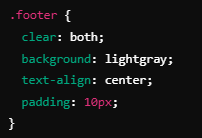 .footer {
  clear: both;
  background: lightgray;
  text-align: center;
  padding: 10px;
}